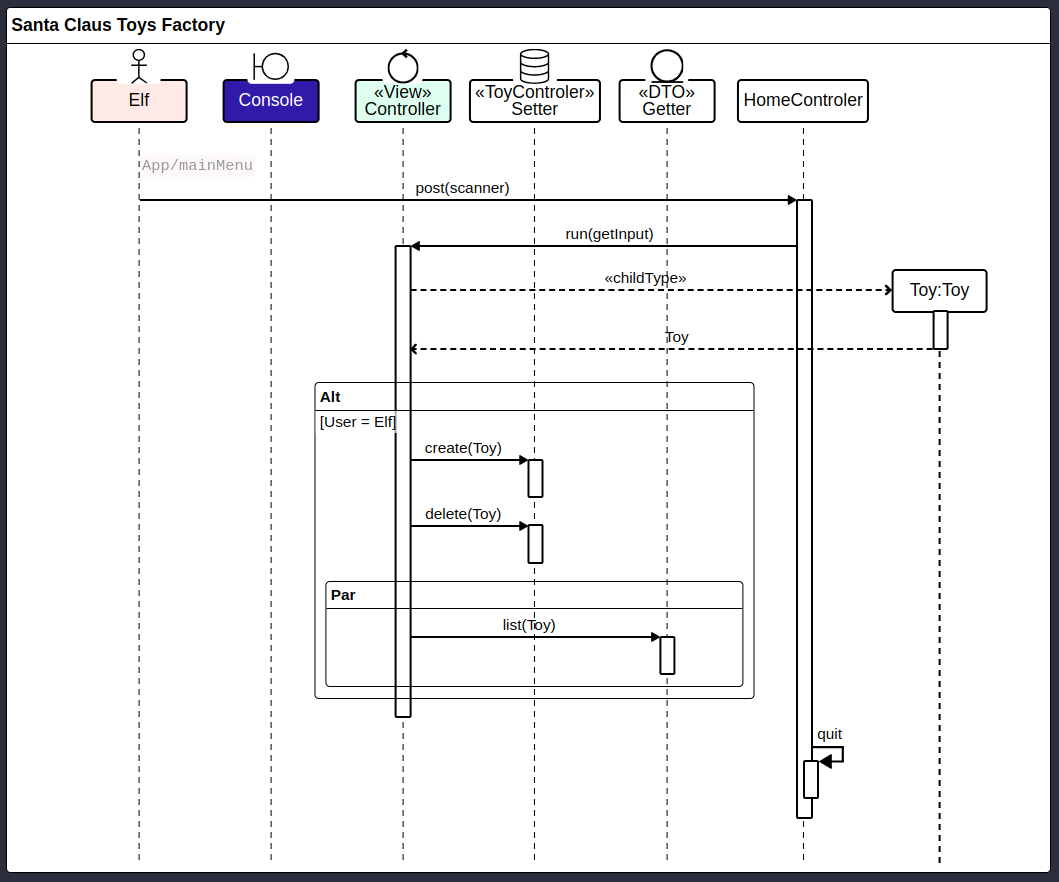 Santa Claus Toys Factory
Elf
Console
«View»
Controller
«ToyControler»
Setter
«DTO»
Getter
HomeControler
App/mainMenu
post(scanner)
run(getInput)
«childType»
Toy:Toy
Toy
Alt
[User = Elf]
create(Toy)
delete(Toy)
Par
list(Toy)
quit